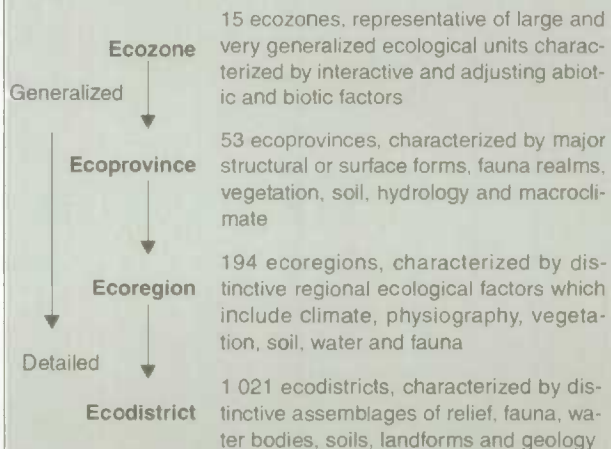 Generalized
Detailed
Ecozone
15 ecozones, representative of large and
very generalized ecological units charac-
terized by interactive and adjusting abiot-
ic and biotic factors
Ecoprovince
53 ecoprovinces, characterized by major
structural or surface forms, fauna realms,
vegetation, soil, hydrology and macrocli-
mate
Ecoregion
194 ecoregions, characterized by dis-
tinctive regional ecological factors which
include climate, physiography, vegeta-
tion, soil, water and fauna
Ecodistrict
1 021 ecodistricts, characterized by dis-
tinctive assemblages of relief, fauna, wa-
ter bodies, soils, landforms and geology